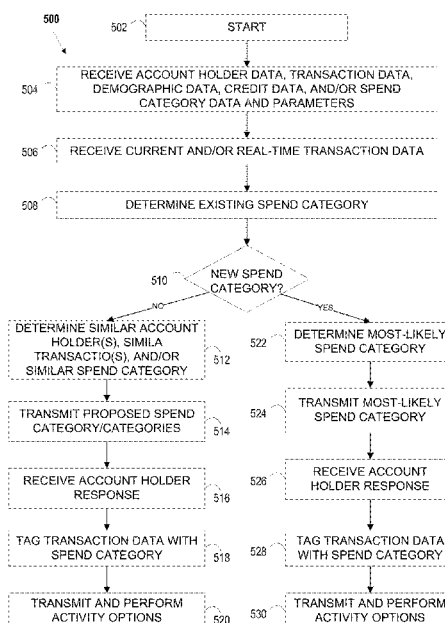 500
502
START
504
RECEIVE ACCOUNT HOLDER DATA, TRANSACTION DATA,
DEMOGRAPHIC DATA, CREDIT DATA, AND/OR SPEND
CATEGORY DATA AND PARAMETERS
506
RECEIVE CURRENT AND/OR REAL-TIME TRANSACTION DATA
508
DETERMINE EXISTING SPEND CATEGORY
510
NEW SPEND
CATEGORY?
NO
YES
DETERMINE SIMILAR ACCOUNT
HOLDER(S), SIMILA
TRANSACTIO(S), AND/OR
SIMILAR SPEND CATEGORY
512
TRANSMIT PROPOSED SPEND
CATEGORY/CATEGORIES
514
RECEIVE ACCOUNT HOLDER
RESPONSE
516
TAG TRANSACTION DATA WITH
SPEND CATEGORY
518
TRANSMIT AND PERFORM
ACTIVITY OPTIONS
520
522
DETERMINE MOST-LIKELY
SPEND CATEGORY
524
TRANSMIT MOST-LIKELY
SPEND CATEGORY
526
RECEIVE ACCOUNT
HOLDER RESPONSE
528
TAG TRANSACTION DATA
WITH SPEND CATEGORY
530
TRANSMIT AND PERFORM
ACTIVITY OPTIONS